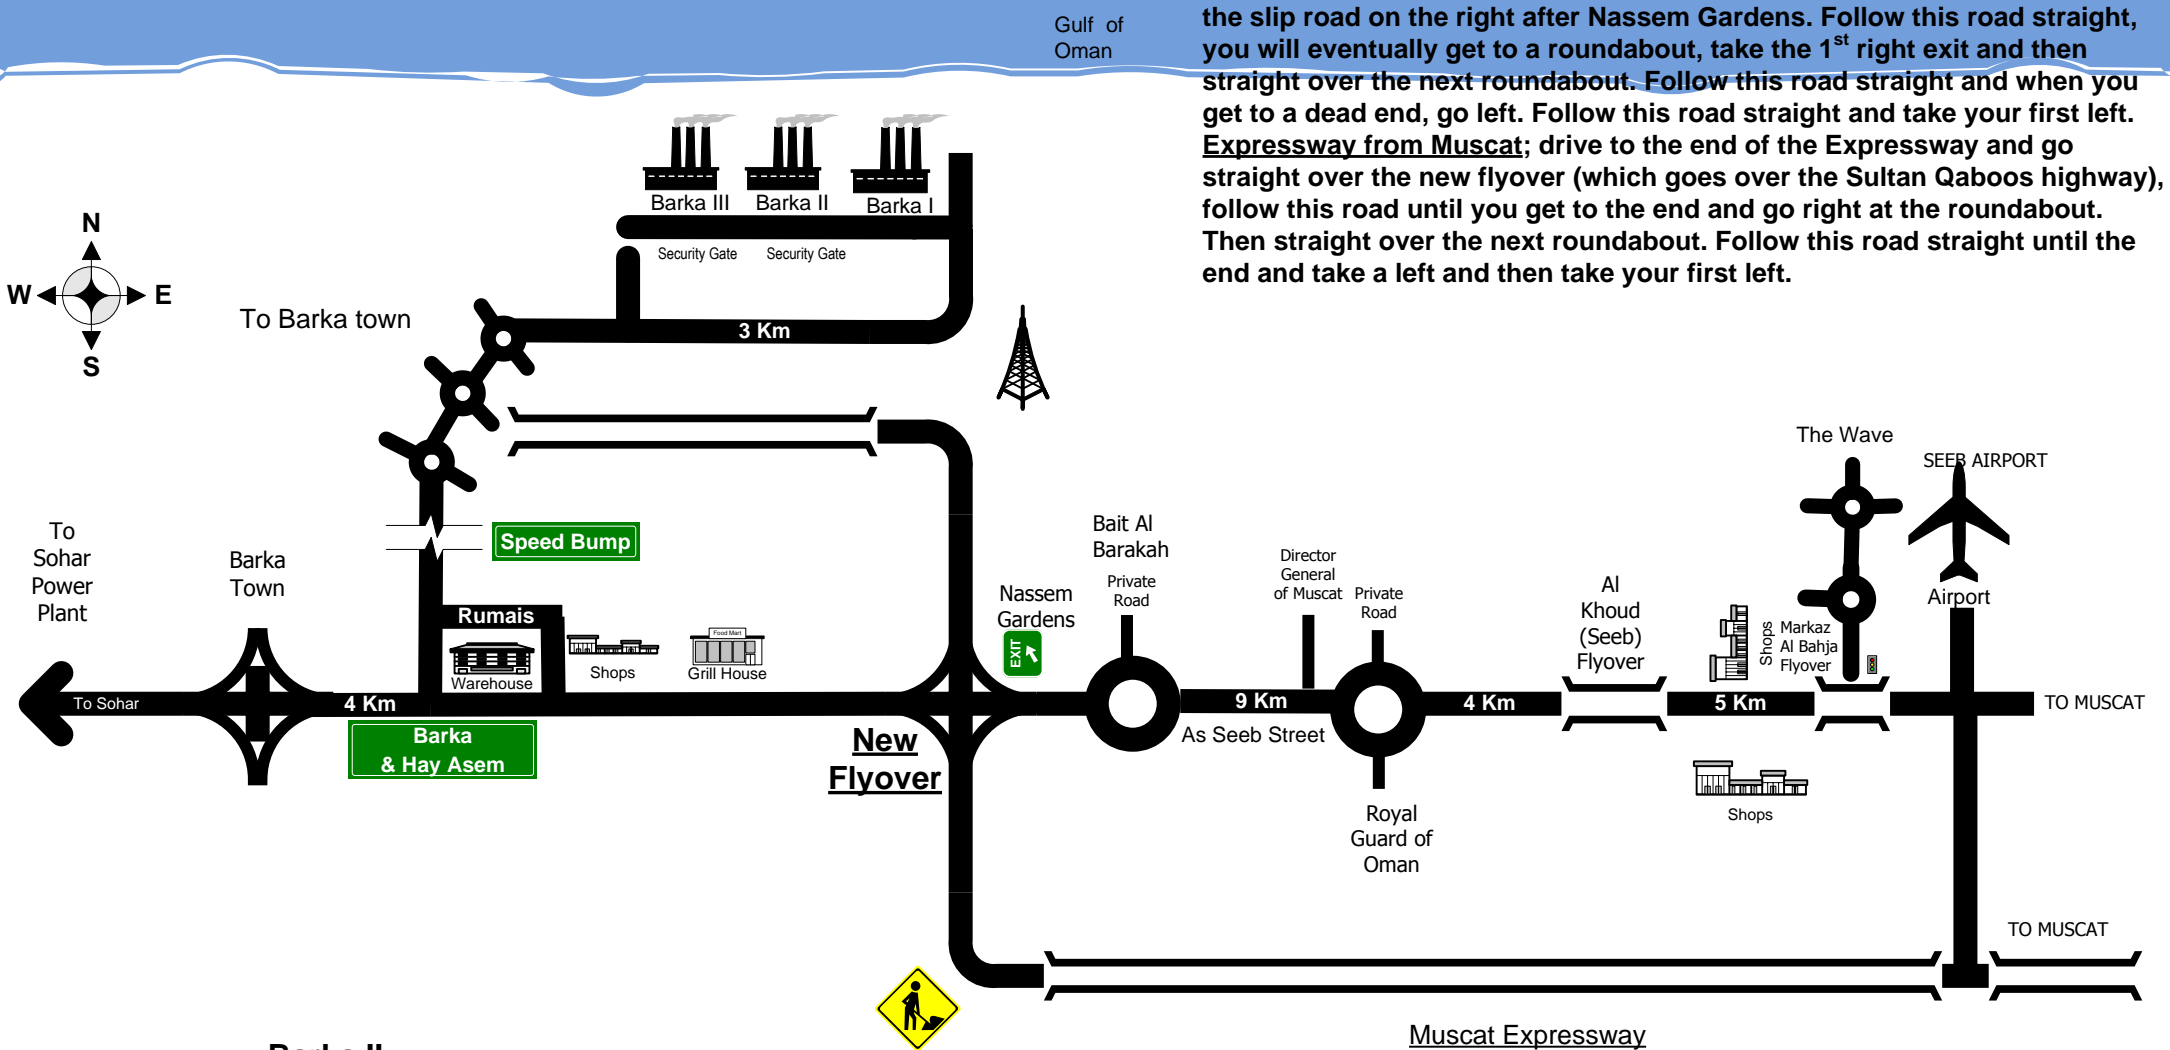 Gulf of
Oman
the slip road on the right after Nassem Gardens. Follow this road straight,
you will eventually get to a roundabout, take the 1st right exit and then
straight over the next roundabout. Follow this road straight and when you
get to a dead end, go left. Follow this road straight and take your first left.
Expressway from Muscat; drive to the end of the Expressway and go
straight over the new flyover (which goes over the Sultan Qaboos highway),
follow this road until you get to the end and go right at the roundabout.
Then straight over the next roundabout. Follow this road straight until the
end and take a left and then take your first left.
Barka III
Barka II
Barka I
Security Gate
Security Gate
N
W
E
S
To Barka town
3 Km
The Wave
SEEB AIRPORT
To
Sohar
Power
Plant
Barka
Town
Speed Bump
Rumais
Warehouse
Shops
Food Mart
Grill House
Nassem
Gardens
EXIT
Bait Al
Barakah
Private
Road
Director
General
of Muscat
Private
Road
Al
Khoud
(Seeb)
Flyover
Shops
Markaz
Al Bahja
Flyover
Airport
To Sohar
4 Km
9 Km
4 Km
5 Km
TO MUSCAT
Barka
& Hay Asem
New
Flyover
As Seeb Street
Royal
Guard of
Oman
Shops
TO MUSCAT
Muscat Expressway
Barka II